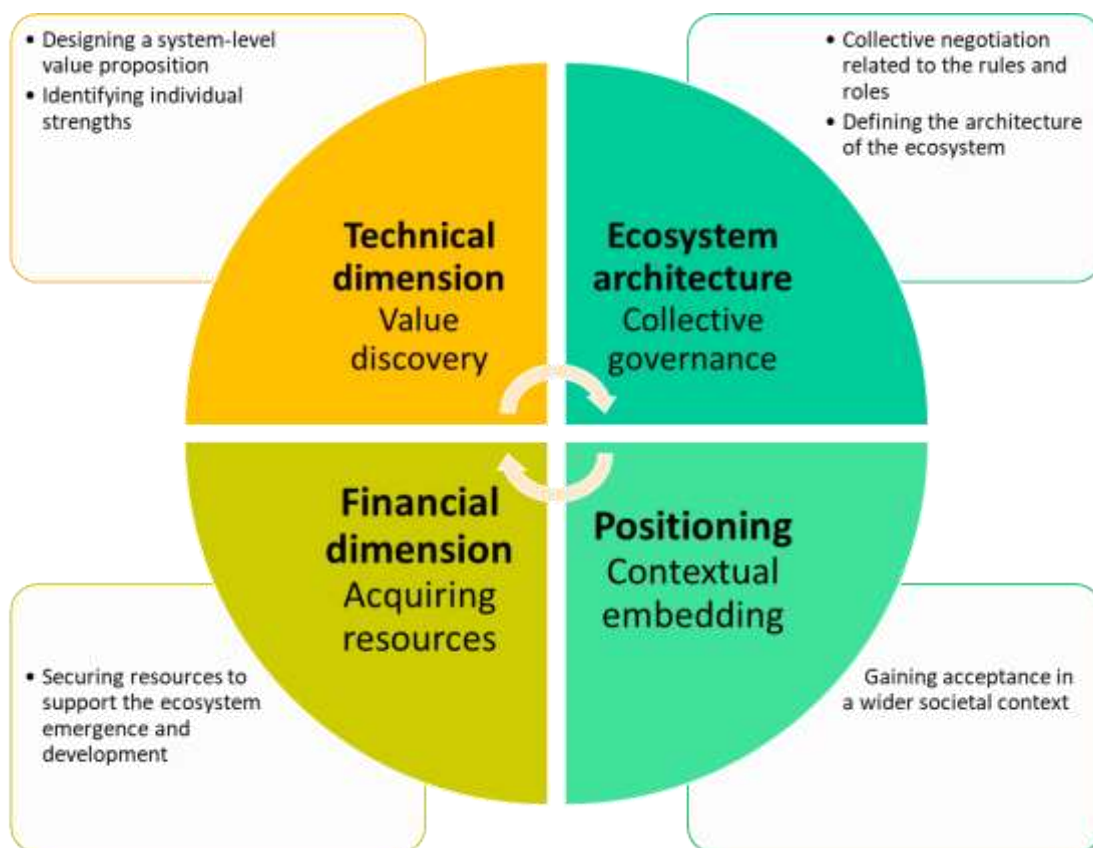 • Designing a system-level
value proposition
• Identifying individual
strengths
• Collective negotiation
related to the rules and
roles
• Defining the architecture
of the ecosystem
Technical
dimension
Value
discovery
Ecosystem
architecture
Collective
governance
Financial
dimension
Acquiring
resources
Positioning
Contextual
embedding
• Securing resources to
support the ecosystem
emergence and
development
Gaining acceptance in
a wider societal context